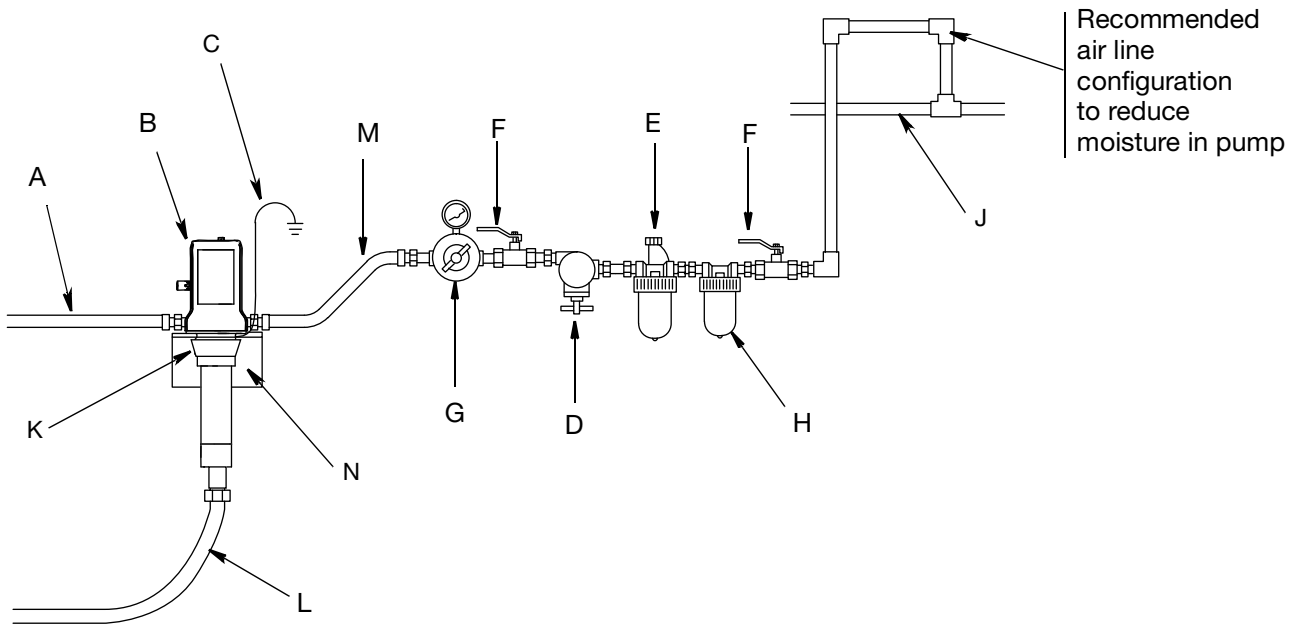 Recommended
air line
configuration
to reduce
moisture in pump
C
B
M
F
E
F
A
J
G
D
H
K
N
L